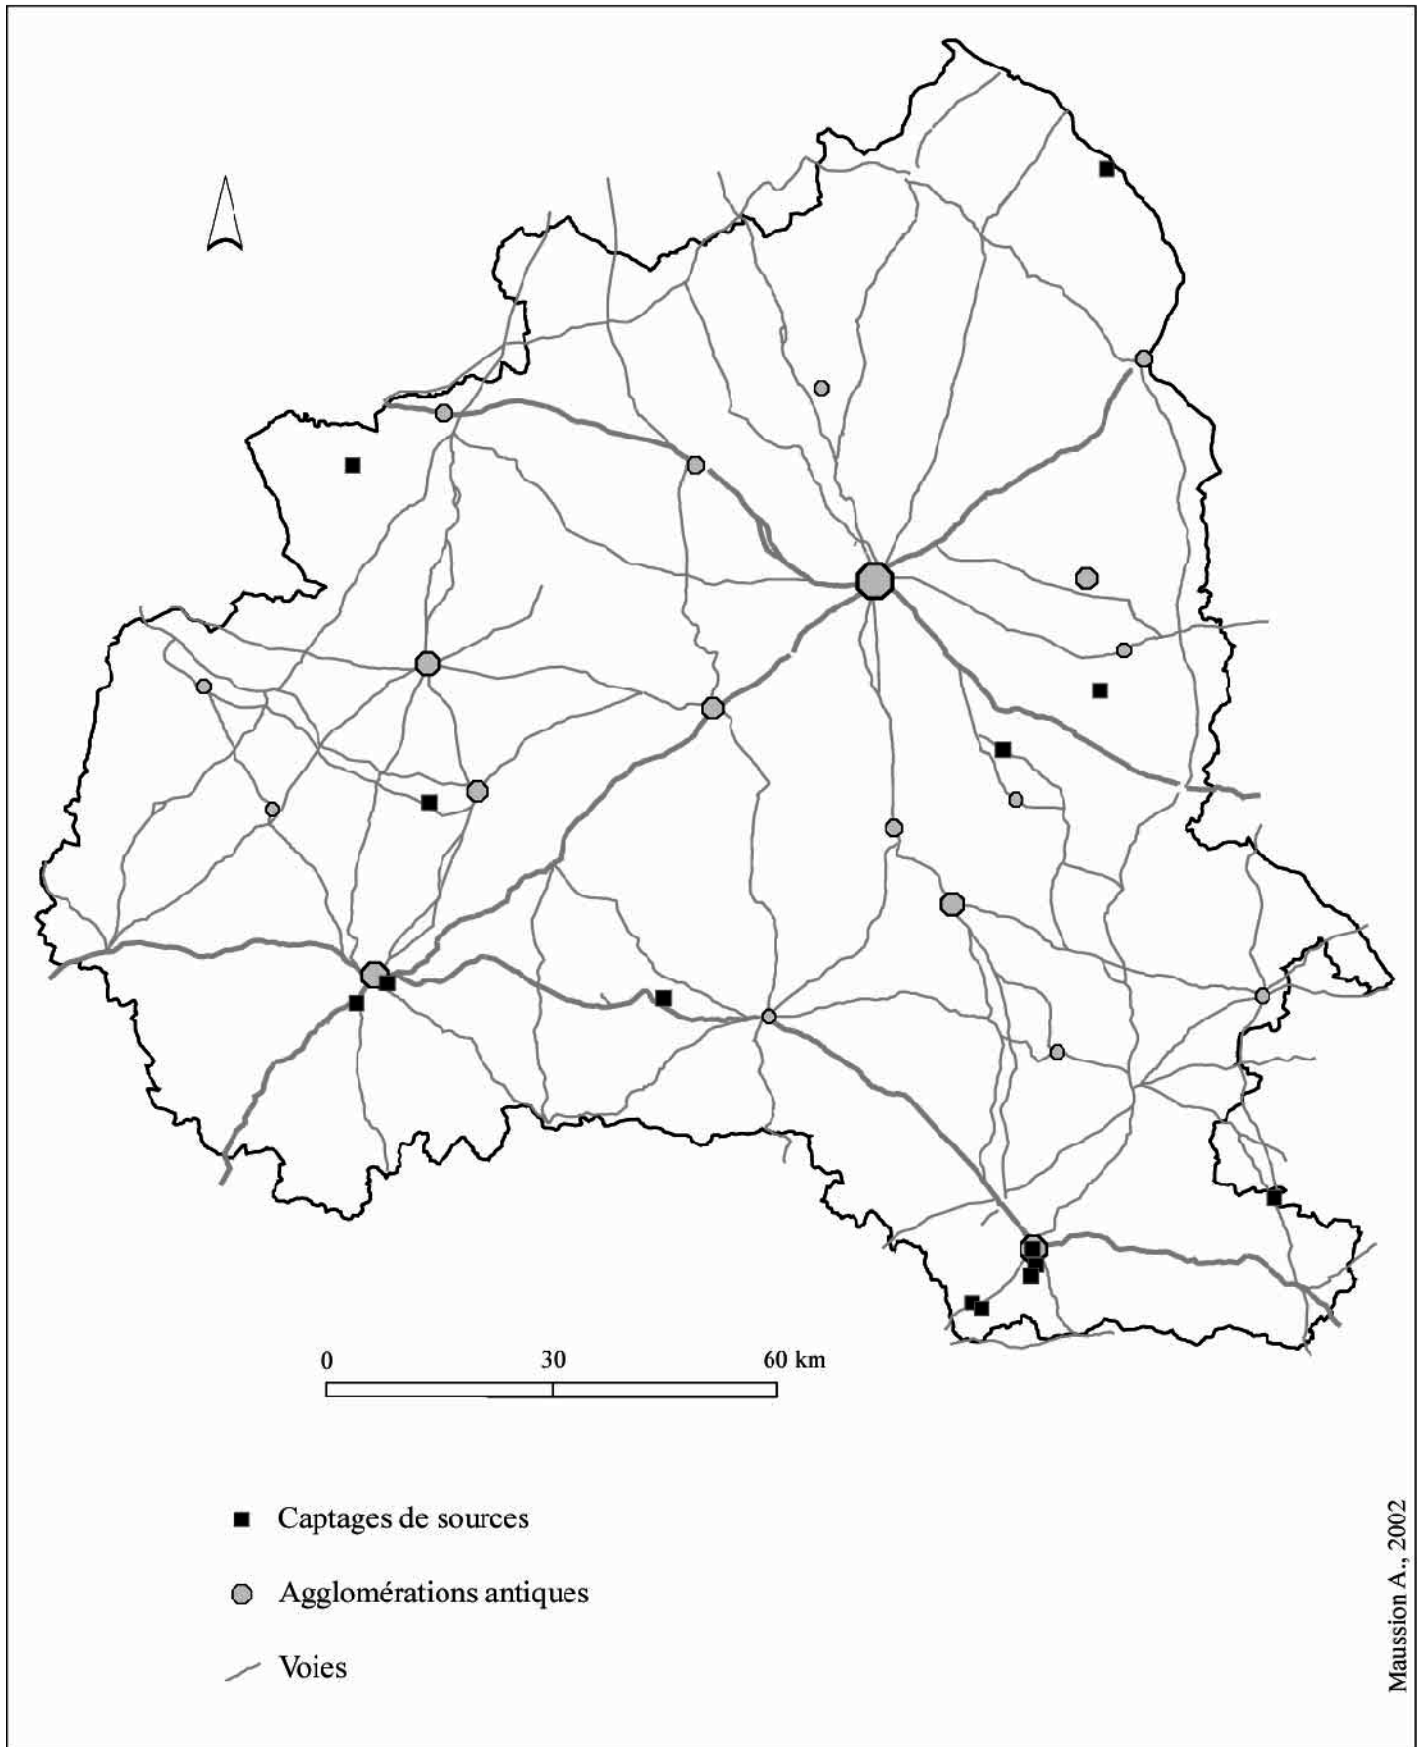 0 30 60 km
Captages de sources
Agglomérations antiques
Voies
Maussion A., 2002